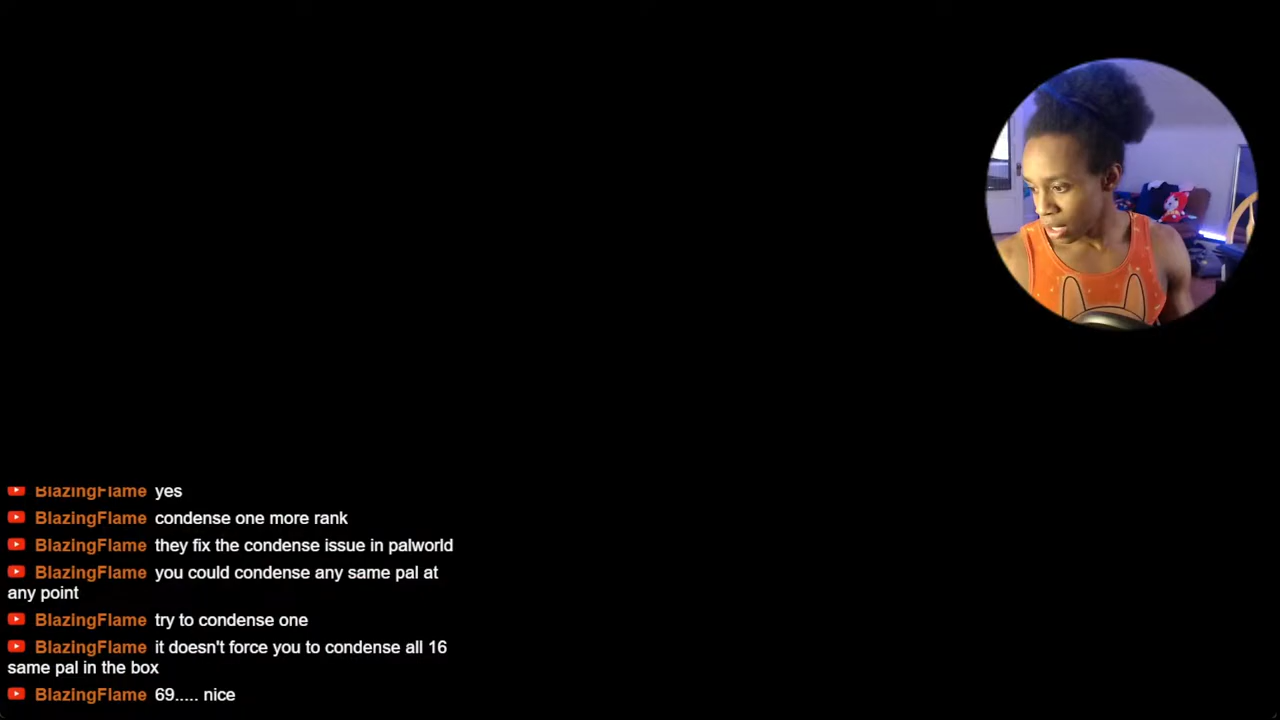 BlazingFlame yes
BlazingFlame condense one more rank
BlazingFlame they fix the condense issue in palworld
BlazingFlame you could condense any same pal at
any point
BlazingFlame try to condense one
BlazingFlame it doesn't force you to condense all 16
same pal in the box
BlazingFlame 69..... nice